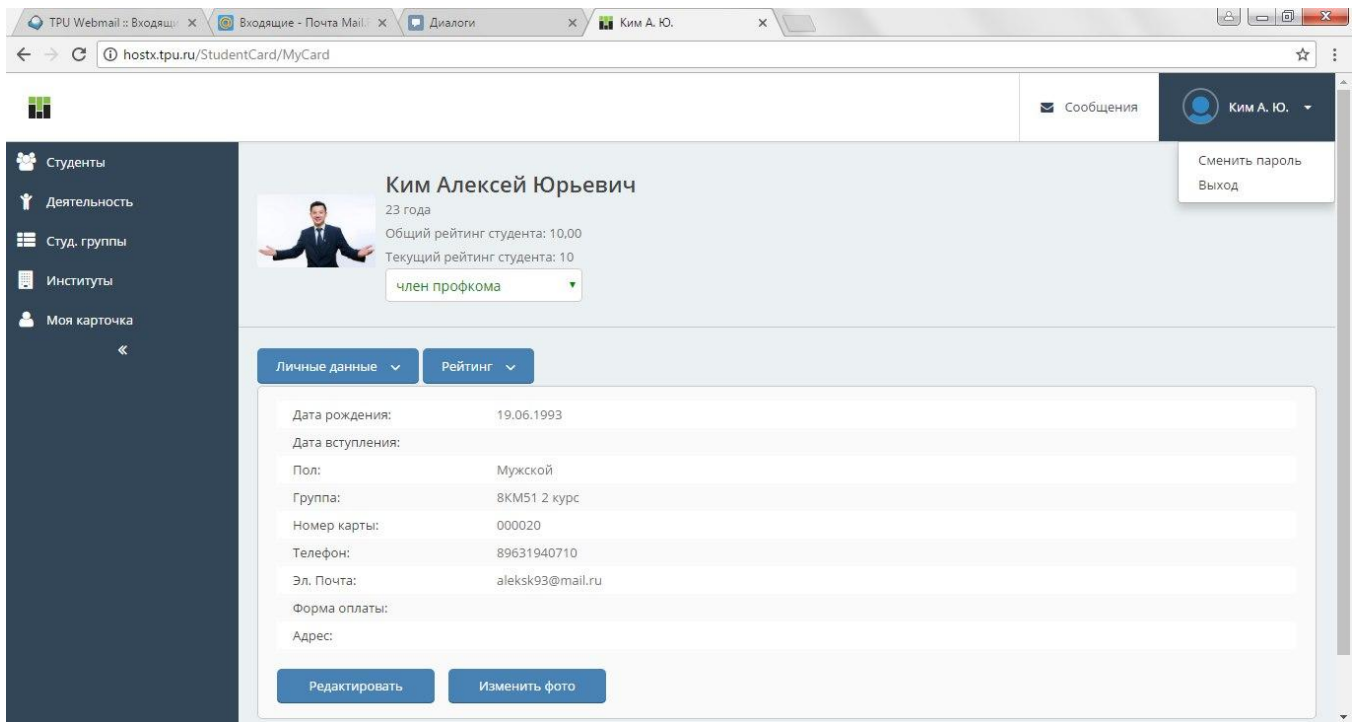 TPU Webmail :: Входящи
Входящие - Почта Mail.
Диалоги
Ким А. Ю.
hostx.tpu.ru/StudentCard/MyCard
Сообщения
Ким А. Ю.
Сменить пароль
Выход
Студенты
Деятельность
Студ. группы
Институты
Моя карточка
Ким Алексей Юрьевич
23 года
Общий рейтинг студента: 10,00
Текущий рейтинг студента: 10
член профкома
Личные данные
Рейтинг
Дата рождения: 19.06.1993
Дата вступления:
Пол: Мужской
Группа: 8КМ51 2 курс
Номер карты: 000020
Телефон: 89631940710
Эл. Почта: aleksk93@mail.ru
Форма оплаты:
Адрес:
Редактировать
Изменить фото